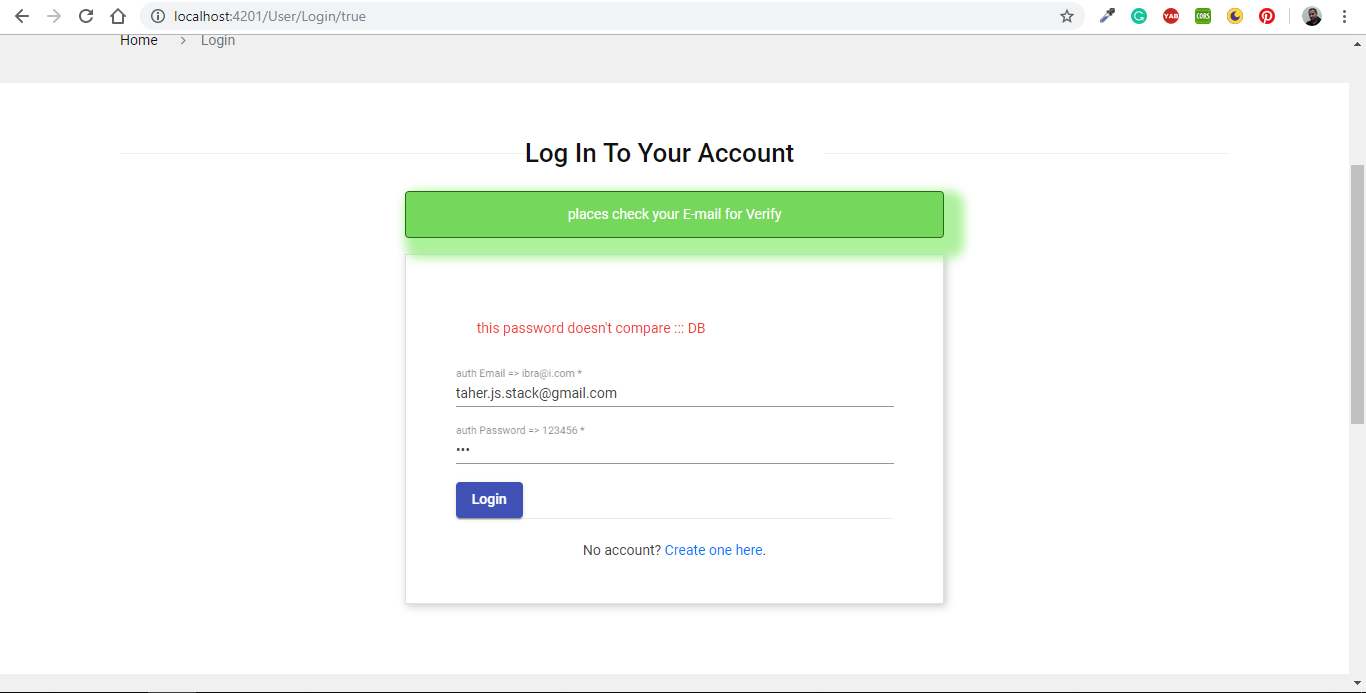 localhost:4201/User/Login/true
YAB
CORS
Home > Login
Log In To Your Account
places check your E-mail for Verify
this password doesn't compare ::: DB
auth Email => ibra@i.com *
taher.js.stack@gmail.com
auth Password => 123456 *
•••
Login
No account? Create one here.